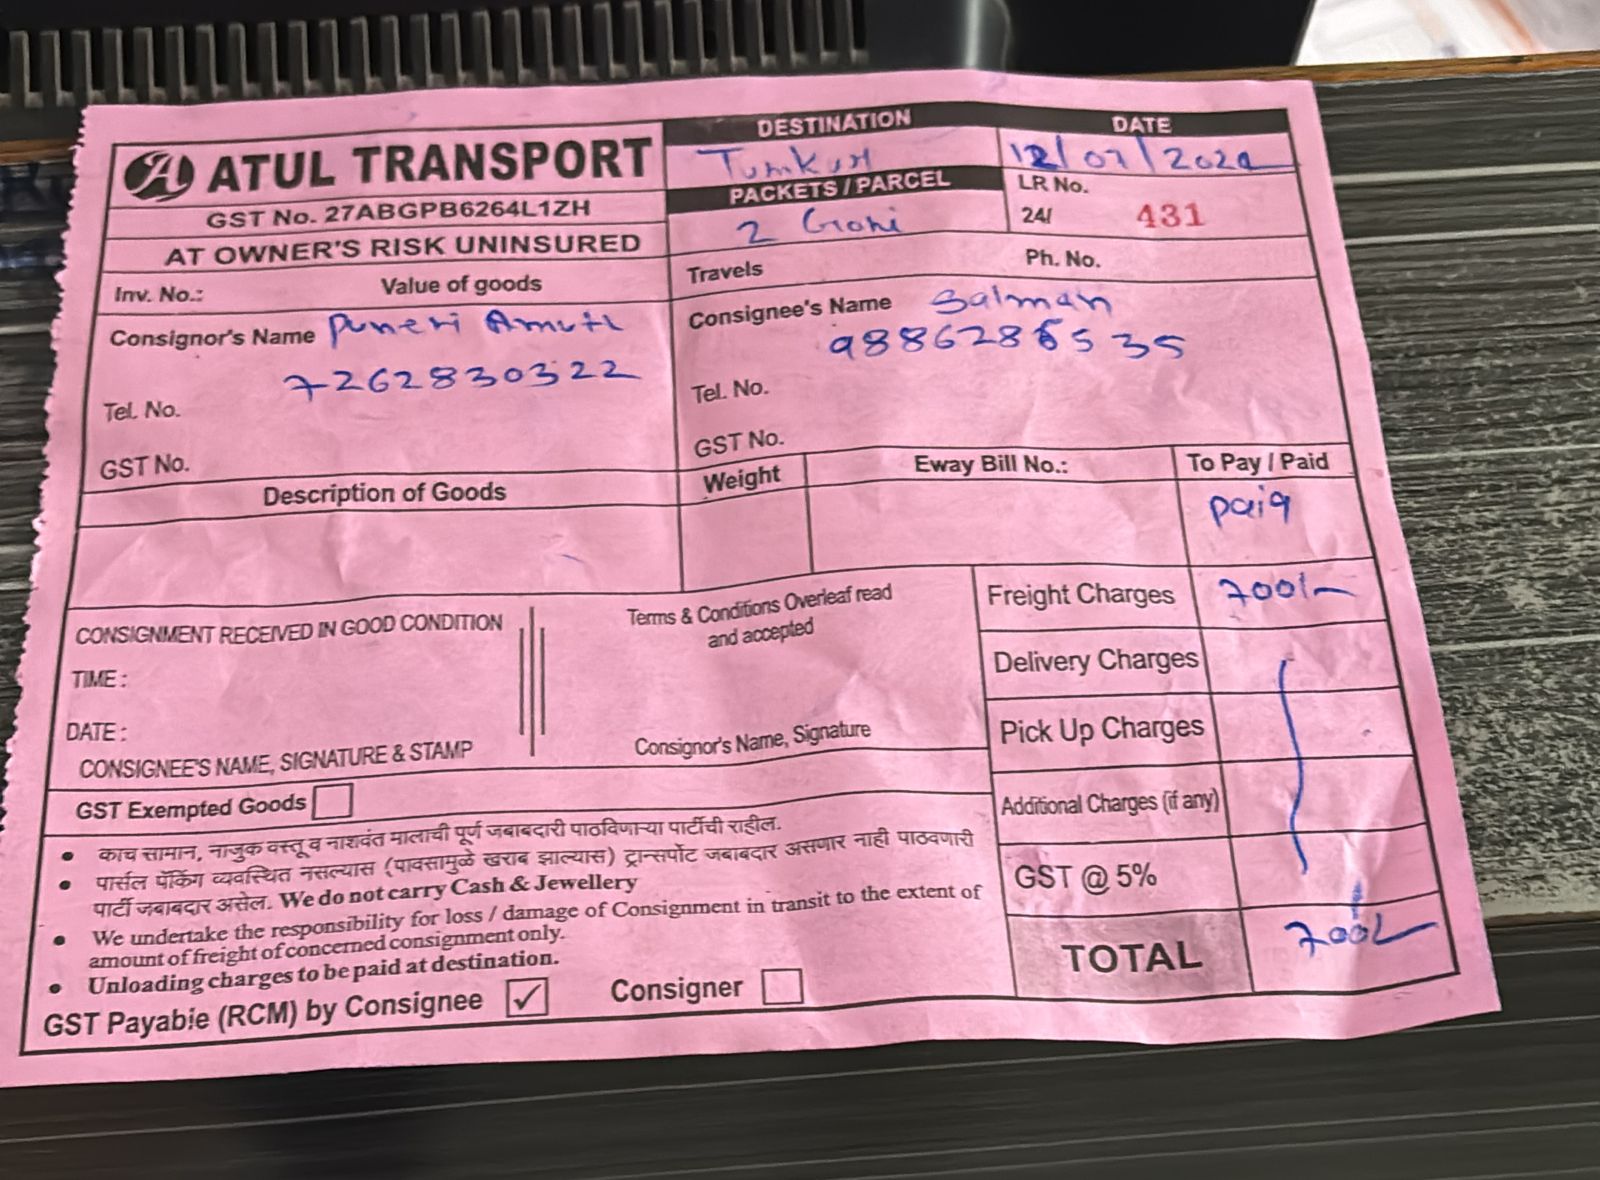 ATUL TRANSPORT
GST No. 27ABGPB6264L1ZH
AT OWNER'S RISK UNINSURED
Inv. No.: Value of goods
DESTINATION
Tumkur
DATE
12/07/202
PACKETS / PARCEL
2 Goni
LR No.
24/ 431
Travels Ph. No.
Consignor's Name Puneri
7262830322
Tel. No.
GST No.
Consignee's Name Salman
9886286535
Tel. No.
GST No.
Description of Goods
Weight
Eway Bill No.:
To Pay / Paid
paid
CONSIGNMENT RECEIVED IN GOOD CONDITION
TIME :
DATE :
CONSIGNEE'S NAME, SIGNATURE & STAMP
Terms & Conditions Overleaf read
and accepted
Consignor's Name, Signature
Freight Charges 700/-
Delivery Charges
Pick Up Charges
Additional Charges (if any)
GST @ 5%
TOTAL 700/-
GST Exempted Goods
• काच सामान, नाजुक वस्तू व नाशवंत मालाची पूर्ण जबाबदारी पाठविणाऱ्या पार्टीची राहील.
• पार्सल पॅकिंग व्यवस्थित नसल्यास (पावसामुळे खराब झाल्यास) ट्रान्सपोर्ट जबाबदार असणार नाही पाठवणारी
पार्टी जबाबदार असेल. We do not carry Cash & Jewellery
• We undertake the responsibility for loss / damage of Consignment in transit to the extent of
amount of freight of concerned consignment only.
• Unloading charges to be paid at destination.
GST Payable (RCM) by Consignee ✓ Consigner